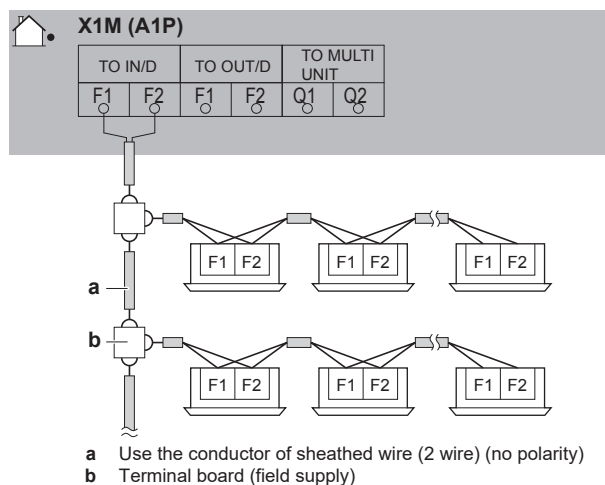 X1M (A1P)
TO IN/D TO OUT/D TO MULTI UNIT
F1 F2 F1 F2 Q1 Q2
F1 F2 F1 F2 F1 F2
a
b
F1 F2 F1 F2 F1 F2
a Use the conductor of sheathed wire (2 wire) (no polarity)
b Terminal board (field supply)